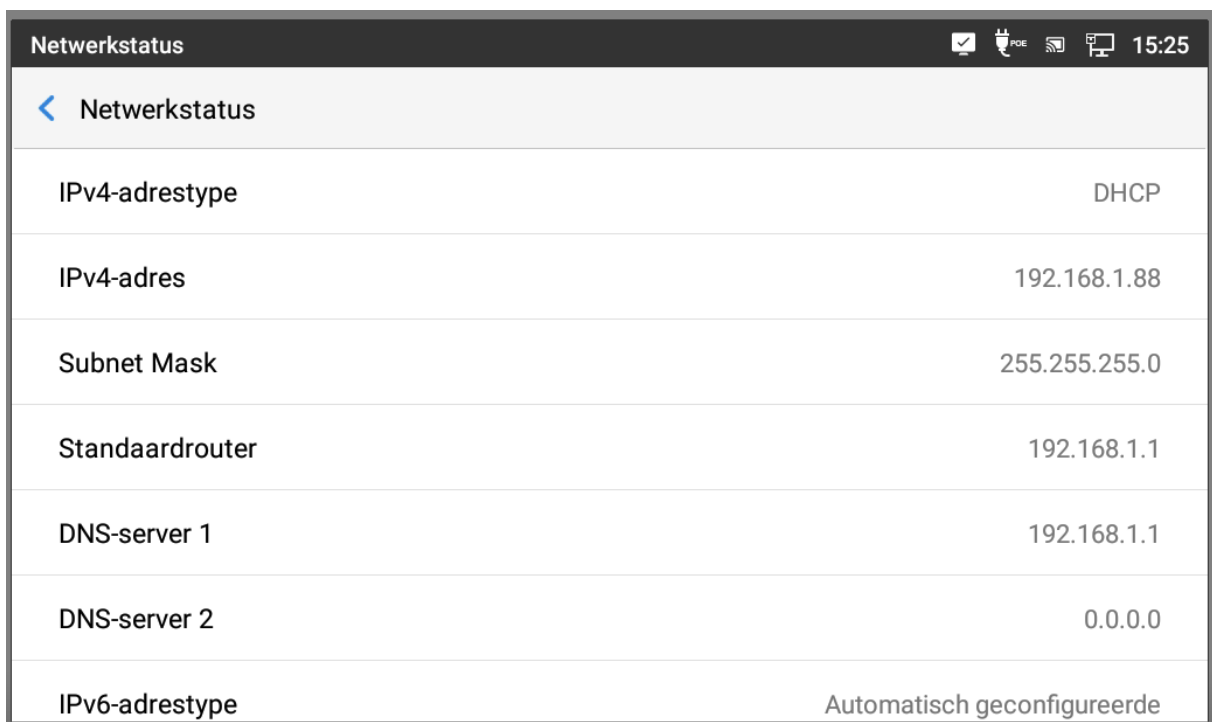 Netwerkstatus POE 15:25
Netwerkstatus
IPv4-adrestype DHCP
IPv4-adres 192.168.1.88
Subnet Mask 255.255.255.0
Standaardrouter 192.168.1.1
DNS-server 1 192.168.1.1
DNS-server 2 0.0.0.0
IPv6-adrestype Automatisch geconfigureerde